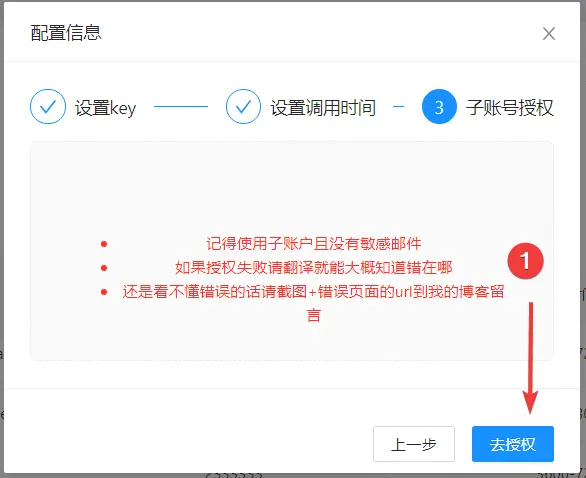 配置信息
设置key
设置调用时间
3 子账号授权
记得使用子账户且没有敏感邮件
如果授权失败请翻译就能大概知道错在哪
还是看不懂错误的话请截图+错误页面的url到我的博客留
言
1
上一步
去授权